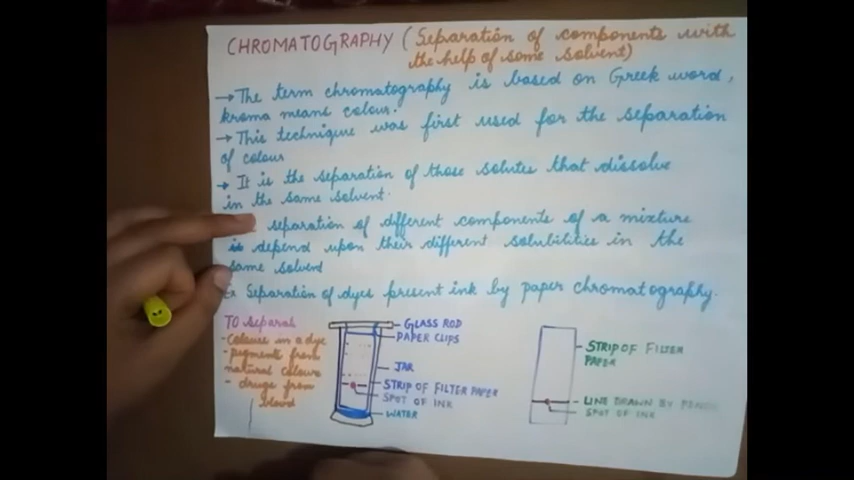 CHROMATOGRAPHY (Separation of components with
the help of some solvent)
→ The term chromatography is based on Greek word,
kroma means colour.
→ This technique was first used for the separation
of colour
→ It is the separation of those solutes that dissolve
in the same solvent.
separation of different components of a mixture
is depend upon their different solubilities in the
same solvent
Ex Separation of dyes present ink by paper chromatography.
TO separat
- Colours in a dye
- pigments from
natural colours
- drugs from
blood
GLASS ROD
PAPER CLIPS
JAR
STRIP OF FILTER PAPER
SPOT OF INK
WATER
STRIP OF FILTER
PAPER
LINE DRAWN BY PENCIL
SPOT OF INK